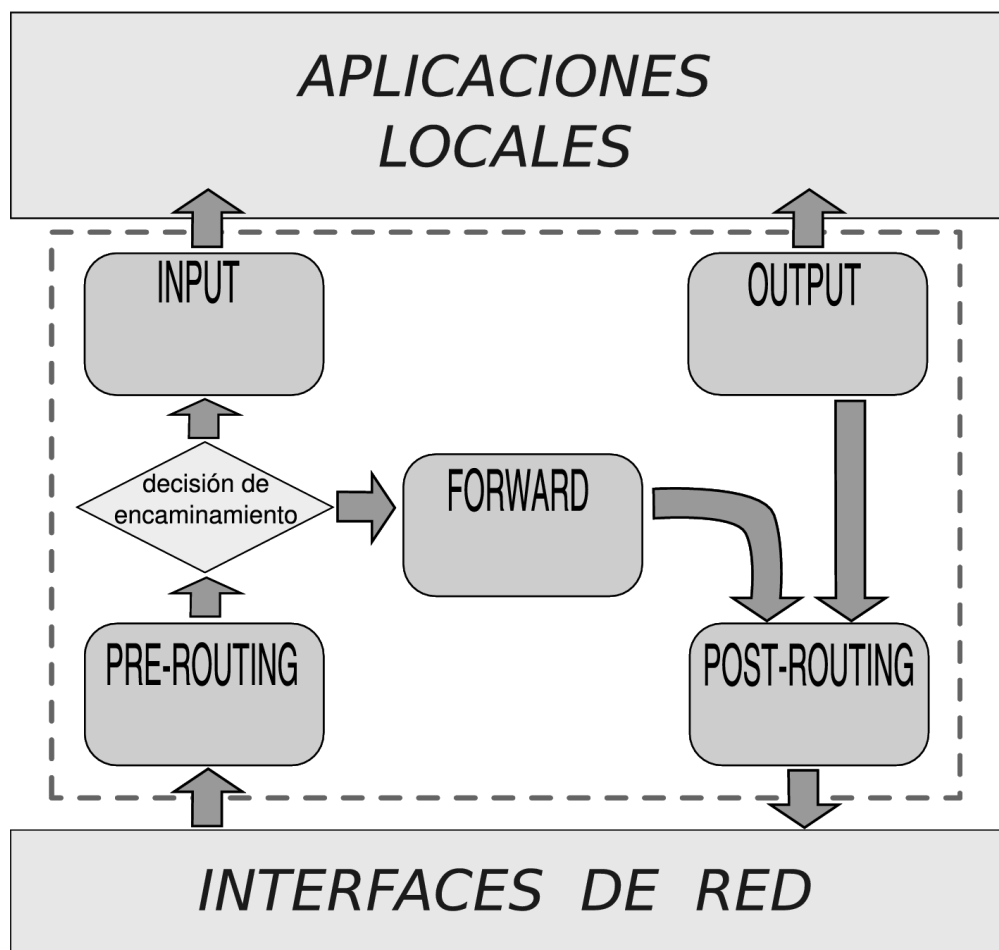 APLICACIONES
LOCALES
INPUT
OUTPUT
decisión de
encaminamiento
FORWARD
PRE-ROUTING
POST-ROUTING
INTERFACES DE RED